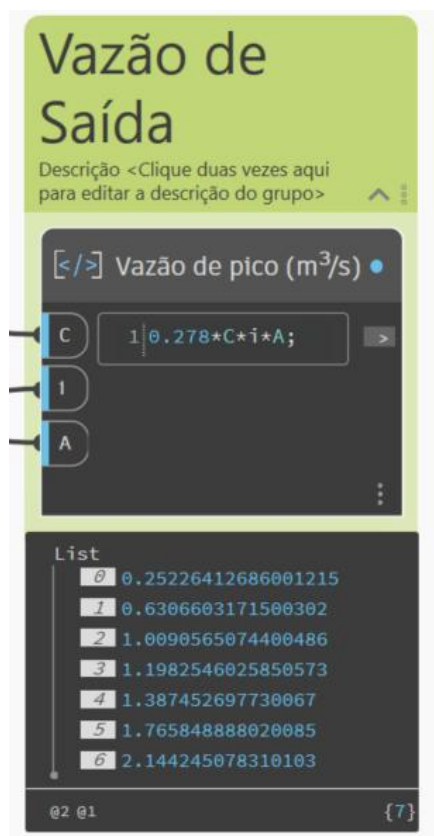 Vazão de
Saída
Descrição <Clique duas vezes aqui
para editar a descrição do grupo>
[</>] Vazão de pico (m³/s)
C
1 0.278*C*i*A;
>
i
A
List
0 0.25226412686001215
1 0.6306603171500302
2 1.0090565074400486
3 1.1982546025850573
4 1.387452697730067
5 1.765848888020085
6 2.144245078310103
@2 @1 {7}